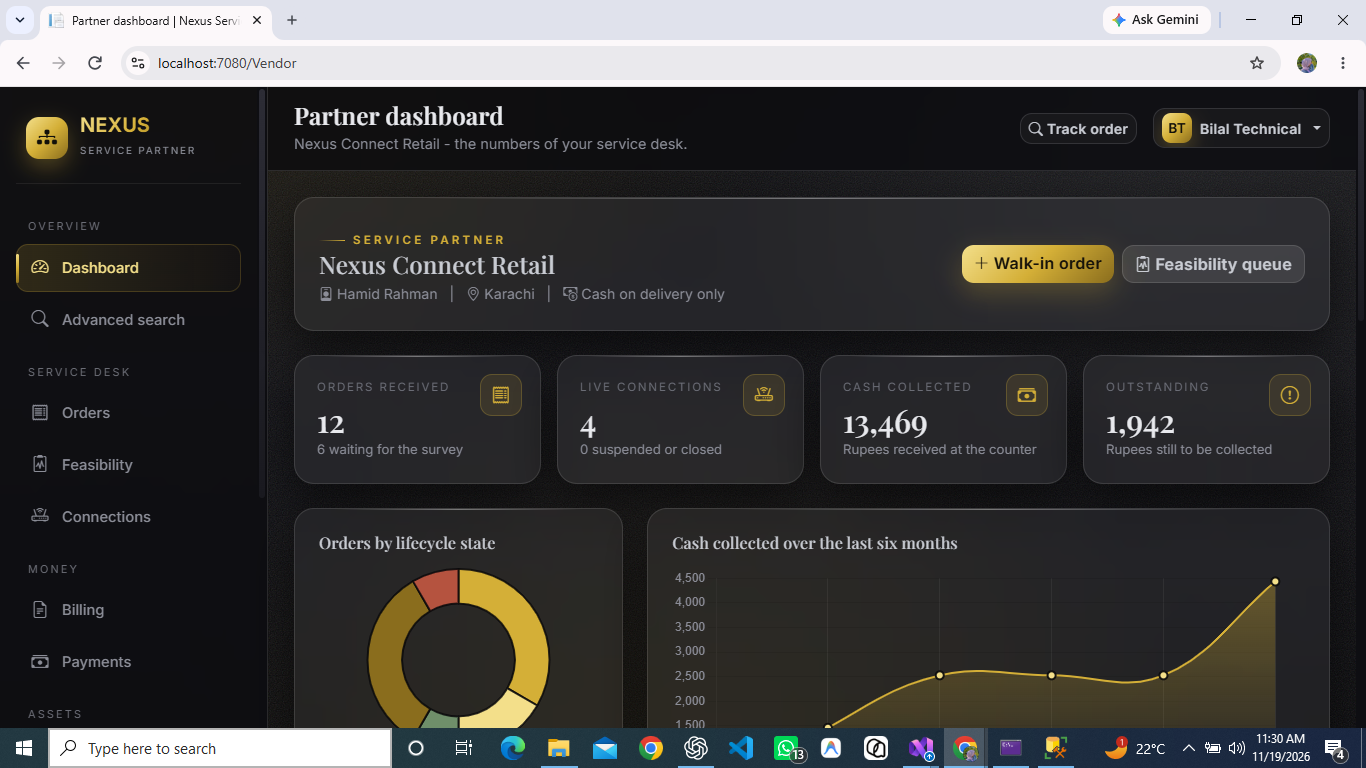 Partner dashboard | Nexus Servi
Ask Gemini
localhost:7080/Vendor
NEXUS
SERVICE PARTNER
OVERVIEW
Dashboard
Advanced search
SERVICE DESK
Orders
Feasibility
Connections
MONEY
Billing
Payments
ASSETS
Partner dashboard
Nexus Connect Retail - the numbers of your service desk.
Track order
BT Bilal Technical
SERVICE PARTNER
Nexus Connect Retail
Hamid Rahman | Karachi | Cash on delivery only
+ Walk-in order
Feasibility queue
ORDERS RECEIVED
12
6 waiting for the survey
LIVE CONNECTIONS
4
0 suspended or closed
CASH COLLECTED
13,469
Rupees received at the counter
OUTSTANDING
1,942
Rupees still to be collected
Orders by lifecycle state
Cash collected over the last six months
4,500
4,000
3,500
3,000
2,500
2,000
1,500
Type here to search
13
1
22°C
11:30 AM
11/19/2026
4